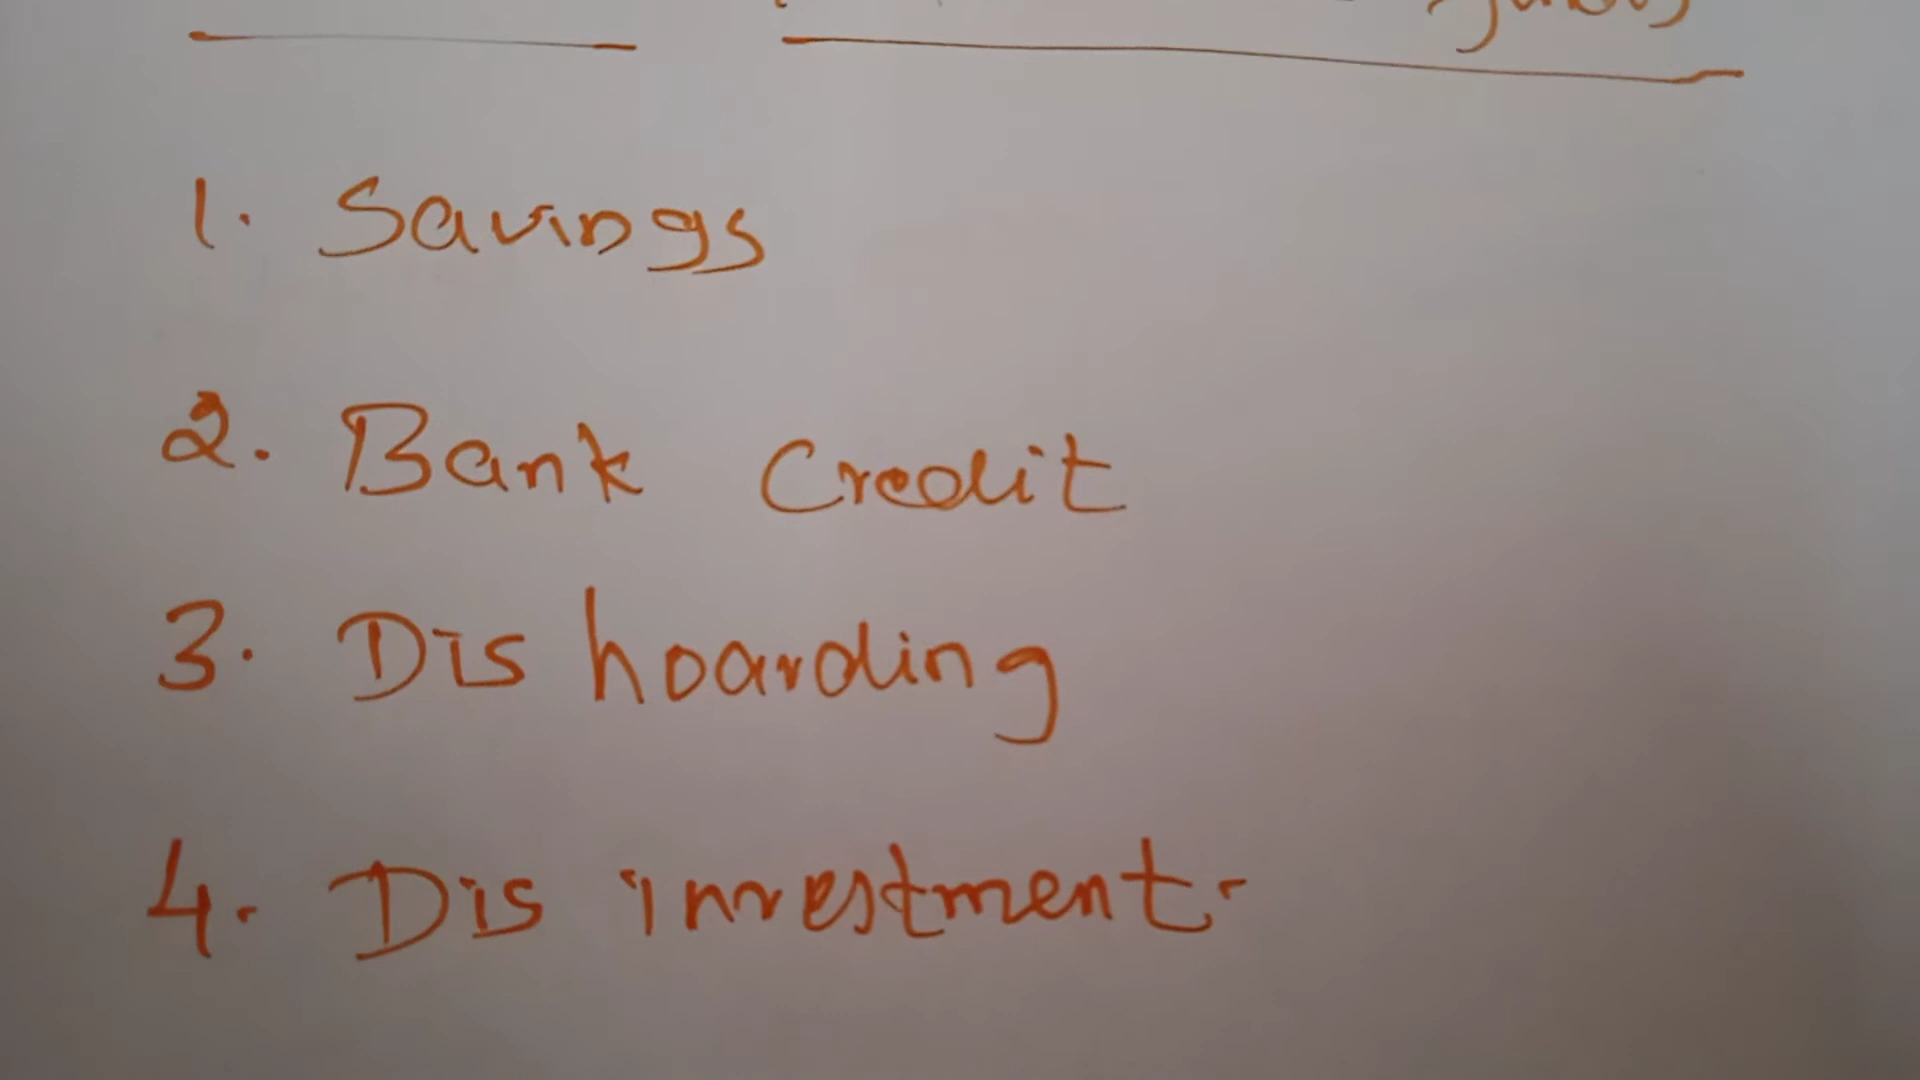 1. Savings
2. Bank Credit
3. Dis hoarding
4. Dis investment.